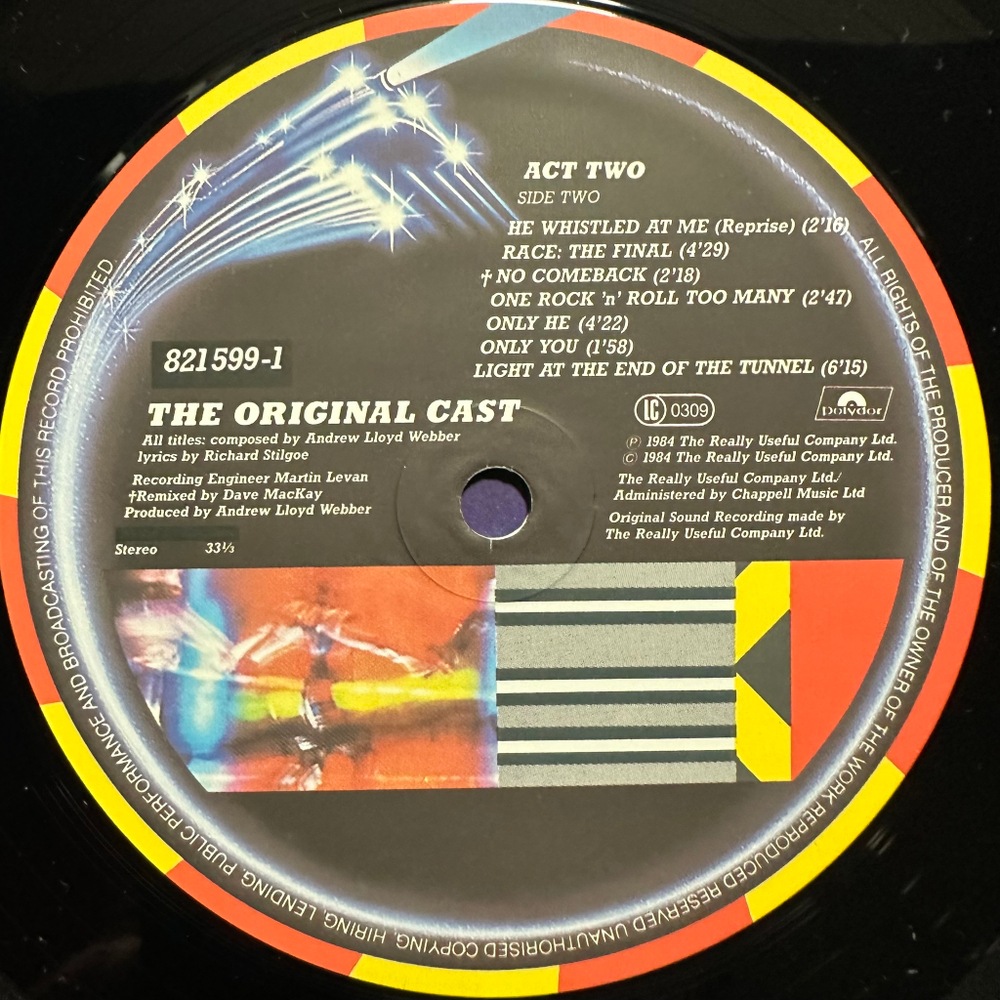 ACT TWO
SIDE TWO
HE WHISTLED AT ME (Reprise) (2'16)
RACE: THE FINAL (4'29)
† NO COMEBACK (2'18)
ONE ROCK 'n' ROLL TOO MANY (2'47)
ONLY HE (4'22)
ONLY YOU (1'58)
LIGHT AT THE END OF THE TUNNEL (6'15)
821 599-1
THE ORIGINAL CAST
All titles: composed by Andrew Lloyd Webber
lyrics by Richard Stilgoe
Recording Engineer Martin Levan
†Remixed by Dave MacKay
Produced by Andrew Lloyd Webber
Stereo 33⅓
LC 0309
polydor
Ⓟ 1984 The Really Useful Company Ltd.
© 1984 The Really Useful Company Ltd.
The Really Useful Company Ltd./
Administered by Chappell Music Ltd
Original Sound Recording made by
The Really Useful Company Ltd.
ALL RIGHTS OF THE PRODUCER AND OF THE OWNER OF THE WORK REPRODUCED RESERVED. UNAUTHORISED COPYING, HIRING, LENDING, PUBLIC PERFORMANCE AND BROADCASTING OF THIS RECORD PROHIBITED.